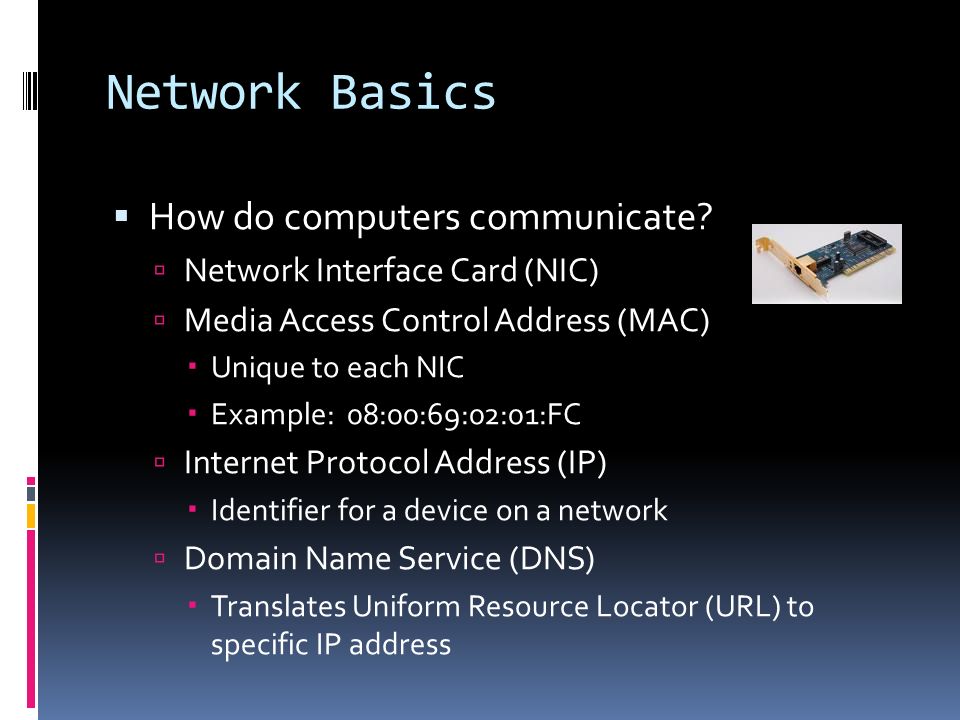 Network Basics
How do computers communicate?
Network Interface Card (NIC)
Media Access Control Address (MAC)
Unique to each NIC
Example: 08:00:69:02:01:FC
Internet Protocol Address (IP)
Identifier for a device on a network
Domain Name Service (DNS)
Translates Uniform Resource Locator (URL) to
specific IP address